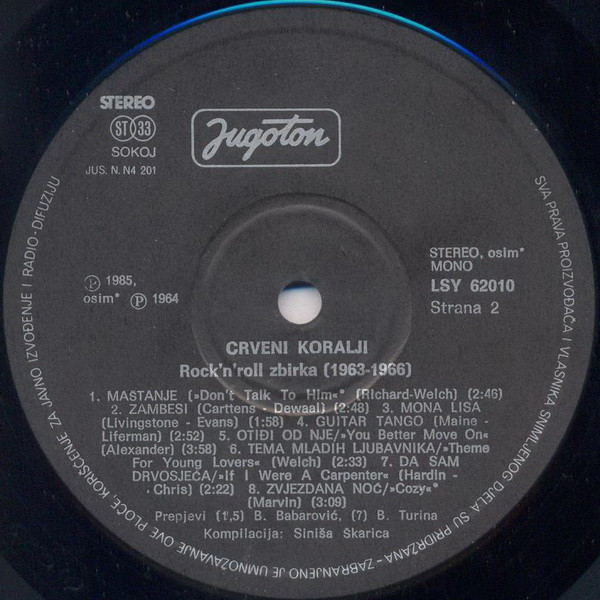 STEREO
ST 33
SOKOJ
JUS. N. N4 201
Jugoton
STEREO, osim*
MONO
LSY 62010
Strana 2
Ⓟ 1985,
osim* Ⓟ 1964
CRVENI KORALJI
Rock'n'roll zbirka (1963-1966)
1. MAŠTANJE (»Don't Talk To Him«*) (Richard-Welch) (2:46)
2. ZAMBESI (Carttens - Dewaal) (2:48) 3. MONA LISA
(Livingstone - Evans) (1:58) 4. GUITAR TANGO (Maine -
Liferman) (2:52) 5. OTIĐI OD NJE/»You Better Move On«
(Alexander) (3:58) 6. TEMA MLADIH LJUBAVNIKA/»Theme
For Young Lovers« (Welch) (2:33) 7. DA SAM
DRVOSJEČA/»If I Were A Carpenter« (Hardin -
Chris) (2:22) 8. ZVJEZDANA NOĆ/»Cozy«*
(Marvin) (3:09)
Prepjevi (1,5) B. Babarović, (7) B. Turina
Kompilacija: Siniša Škarica
SVA PRAVA PROIZVOĐAČA I VLASNIKA SNIMLJENOG DJELA SU PRIDRŽANA - ZABRANJENO JE UMNOŽAVANJE OVE PLOČE, KORIŠĆENJE ZA JAVNO IZVOĐENJE I RADIO-DIFUZIJU